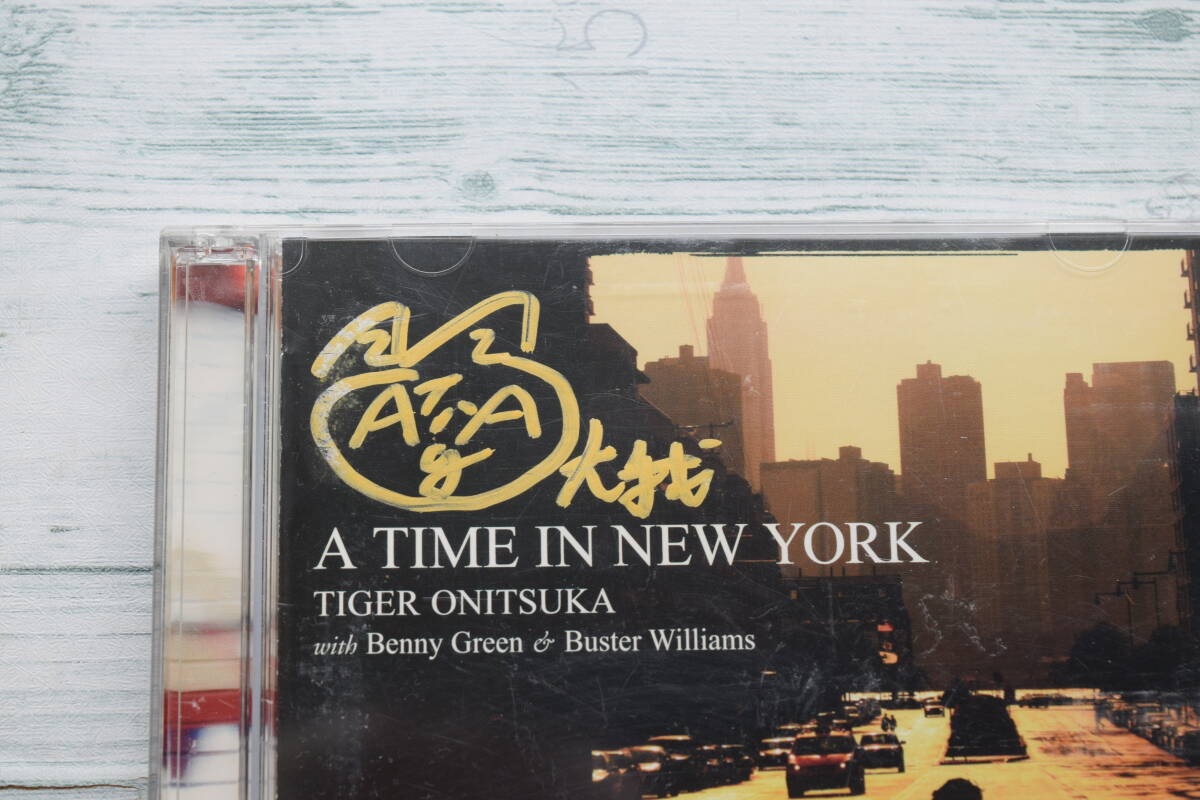 A TIME IN NEW YORK
TIGER ONITSUKA
with Benny Green & Buster Williams